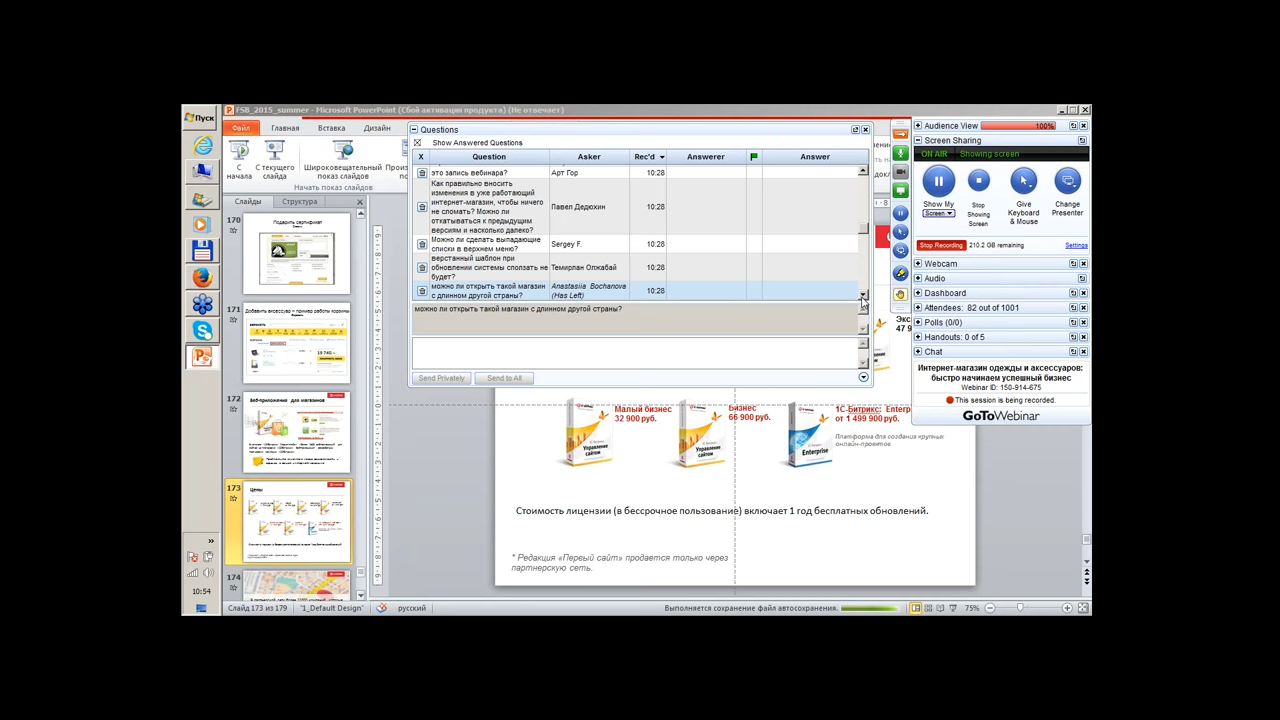 Пуск
FSB_2015_summer - Microsoft PowerPoint (Сбой активации продукта) (Не отвечает)
Файл
Главная
Вставка
Дизайн
С начала
С текущего слайда
Широковещательный показ слайдов
Начать показ слайдов
Слайды
Структура
170
Подарить сертификат
171
172
Веб-приложение для магазинов
173
Цены
174
Questions
Show Answered Questions
X Question Asker Rec'd Answerer Answer
это запись вебинара? Арт Гор 10:28
Как правильно вносить
изменения в уже работающий
интернет-магазин, чтобы ничего
не сломать? Можно ли
откатываться к предыдущим
версиям и насколько далеко?
Павел Дедюхин 10:28
Можно ли сделать выпадающие
списки в верхнем меню?
Sergey F. 10:28
верстанный шаблон при
обновлении системы сползать не
будет?
Темирлан Олжабай 10:28
можно ли открыть такой магазин
с длинном другой страны?
Anastasiia Bochanova
(Has Left)
10:28
можно ли открыть такой магазин с длинном другой страны?
Send Privately
Send to All
Малый бизнес
32 900 руб.
Бизнес
66 900 руб.
1С-Битрикс: Enterp
от 1 499 900 руб.
Платформа для создания крупных
онлайн-проектов
Управление сайтом
Управление сайтом
Enterprise
Стоимость лицензии (в бессрочное пользование) включает 1 год бесплатных обновлений.
* Редакция «Первый сайт» продается только через
партнерскую сеть.
Audience View 100%
Screen Sharing
ON AIR Showing screen
Show My
Screen
Stop
Showing
Screen
Give
Keyboard
& Mouse
Change
Presenter
Stop Recording 210.2 GB remaining Settings
Webcam
Audio
Dashboard
Attendees: 82 out of 1001
Polls (0/0)
Handouts: 0 of 5
Chat
Интернет-магазин одежды и аксессуаров:
быстро начинаем успешный бизнес
Webinar ID: 150-914-675
This session is being recorded.
GoToWebinar
10:54
Слайд 173 из 179
"1_Default Design"
русский
Выполняется сохранение файл автосохранения.
75%